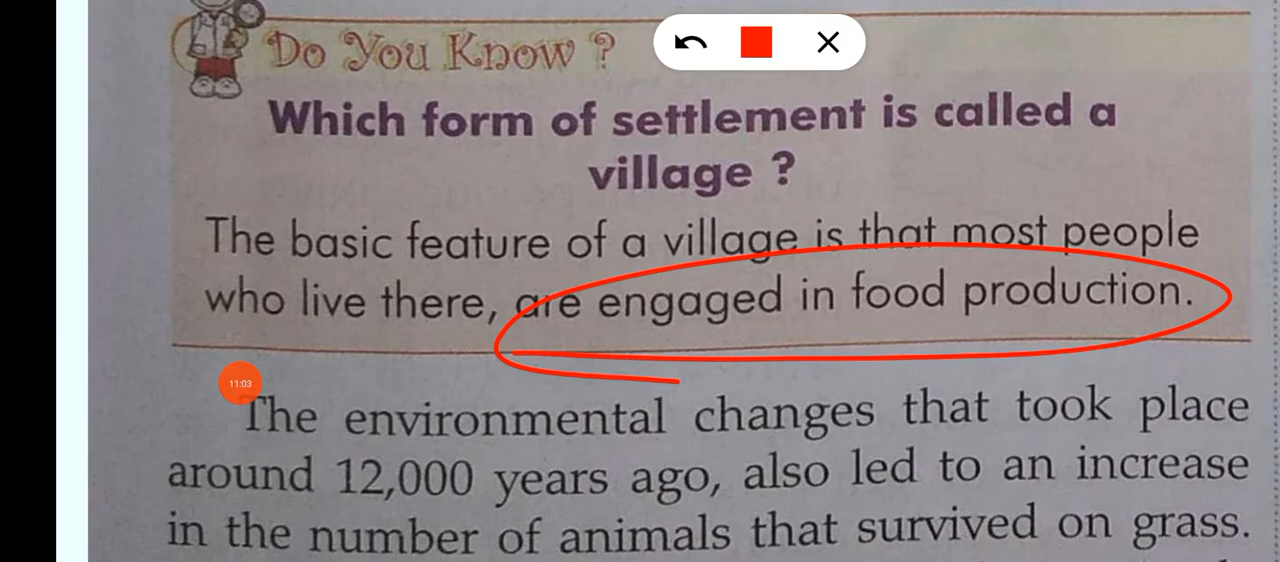 Do You Know ?
Which form of settlement is called a
village ?
The basic feature of a village is that most people
who live there, are engaged in food production.
11:03
The environmental changes that took place
around 12,000 years ago, also led to an increase
in the number of animals that survived on grass.